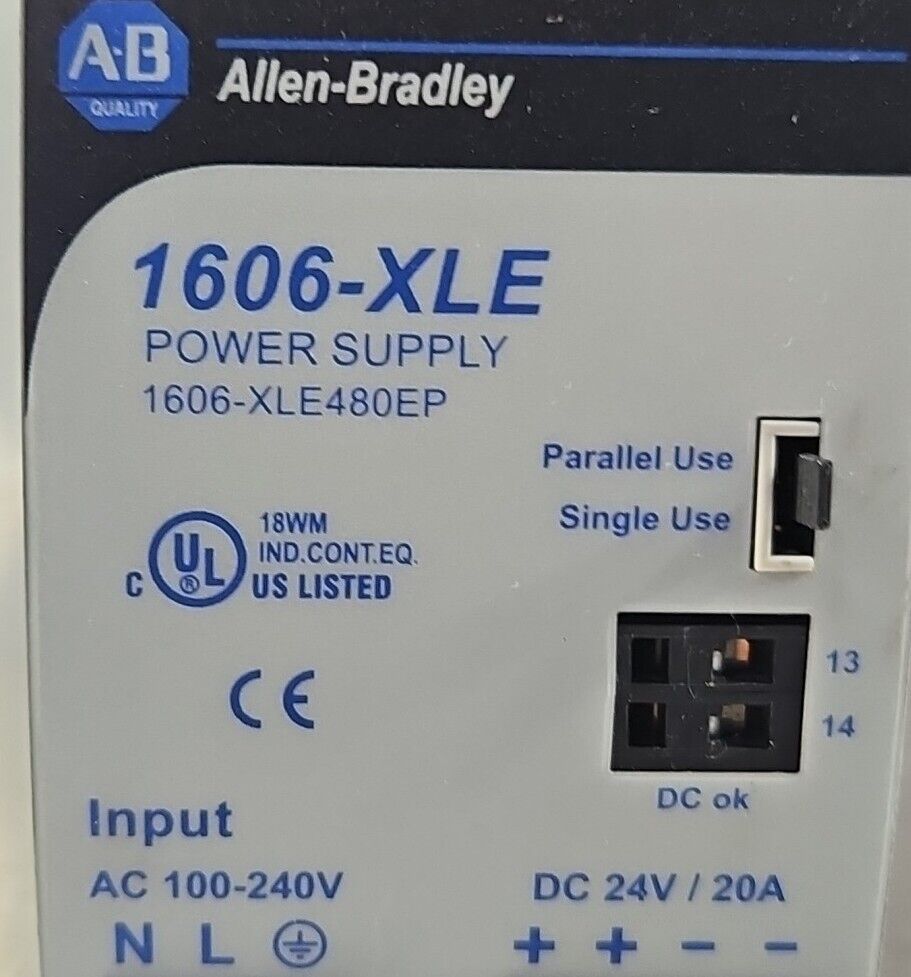 A-B
QUALITY
Allen-Bradley
1606-XLE
POWER SUPPLY
1606-XLE480EP
Parallel Use
Single Use
18WM
IND.CONT.EQ.
C UL ® US LISTED
13
14
CE
DC ok
Input
AC 100-240V
DC 24V / 20A
N L ⏚ + + − −